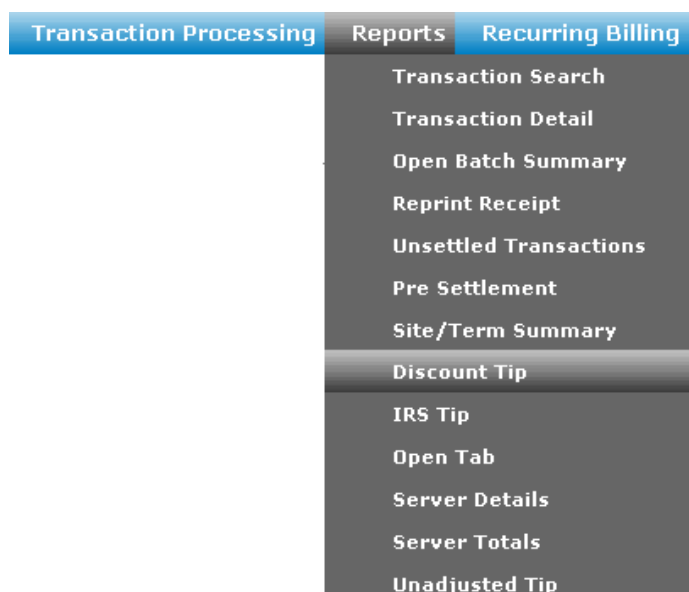 Transaction Processing Reports Recurring Billing
Transaction Search
Transaction Detail
Open Batch Summary
Reprint Receipt
Unsettled Transactions
Pre Settlement
Site/Term Summary
Discount Tip
IRS Tip
Open Tab
Server Details
Server Totals
Unadjusted Tip